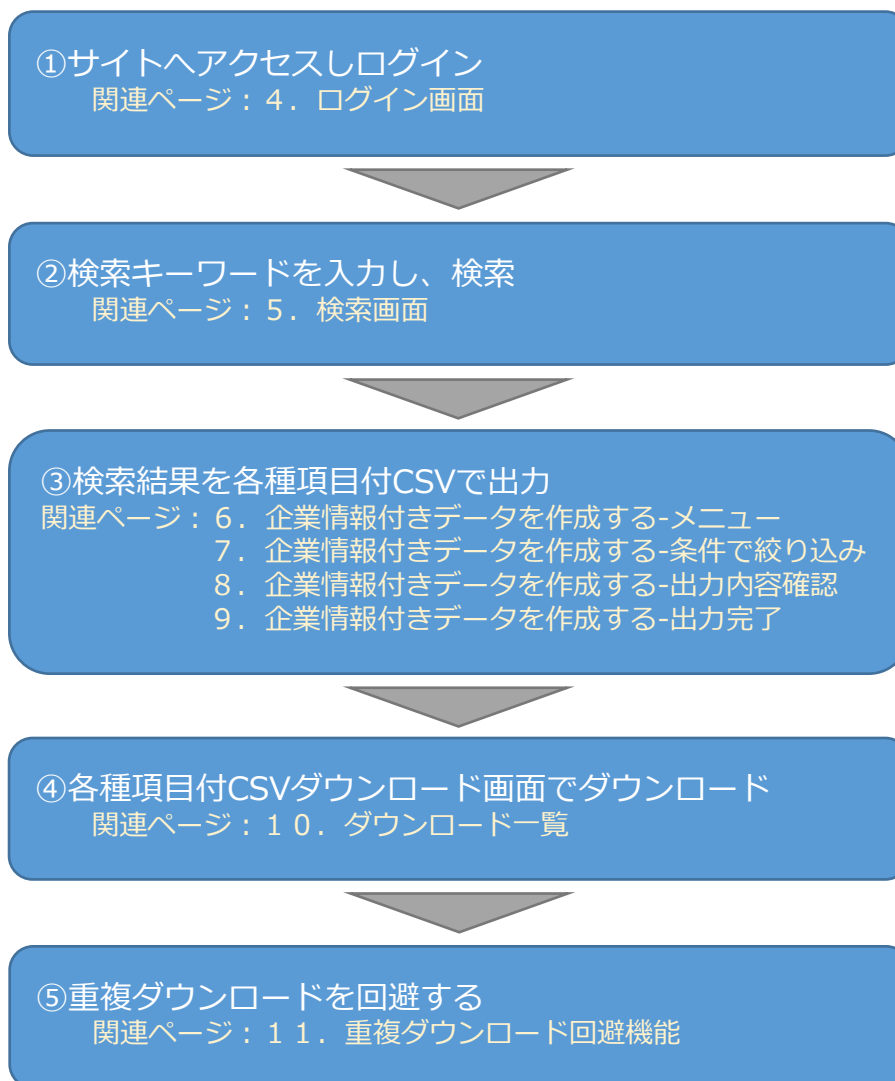 ①サイトへアクセスしログイン
関連ページ：４．ログイン画面
②検索キーワードを入力し、検索
関連ページ：５．検索画面
③検索結果を各種項目付CSVで出力
関連ページ：６．企業情報付きデータを作成する-メニュー
７．企業情報付きデータを作成する-条件で絞り込み
８．企業情報付きデータを作成する-出力内容確認
９．企業情報付きデータを作成する-出力完了
④各種項目付CSVダウンロード画面でダウンロード
関連ページ：１０．ダウンロード一覧
⑤重複ダウンロードを回避する
関連ページ：１１．重複ダウンロード回避機能